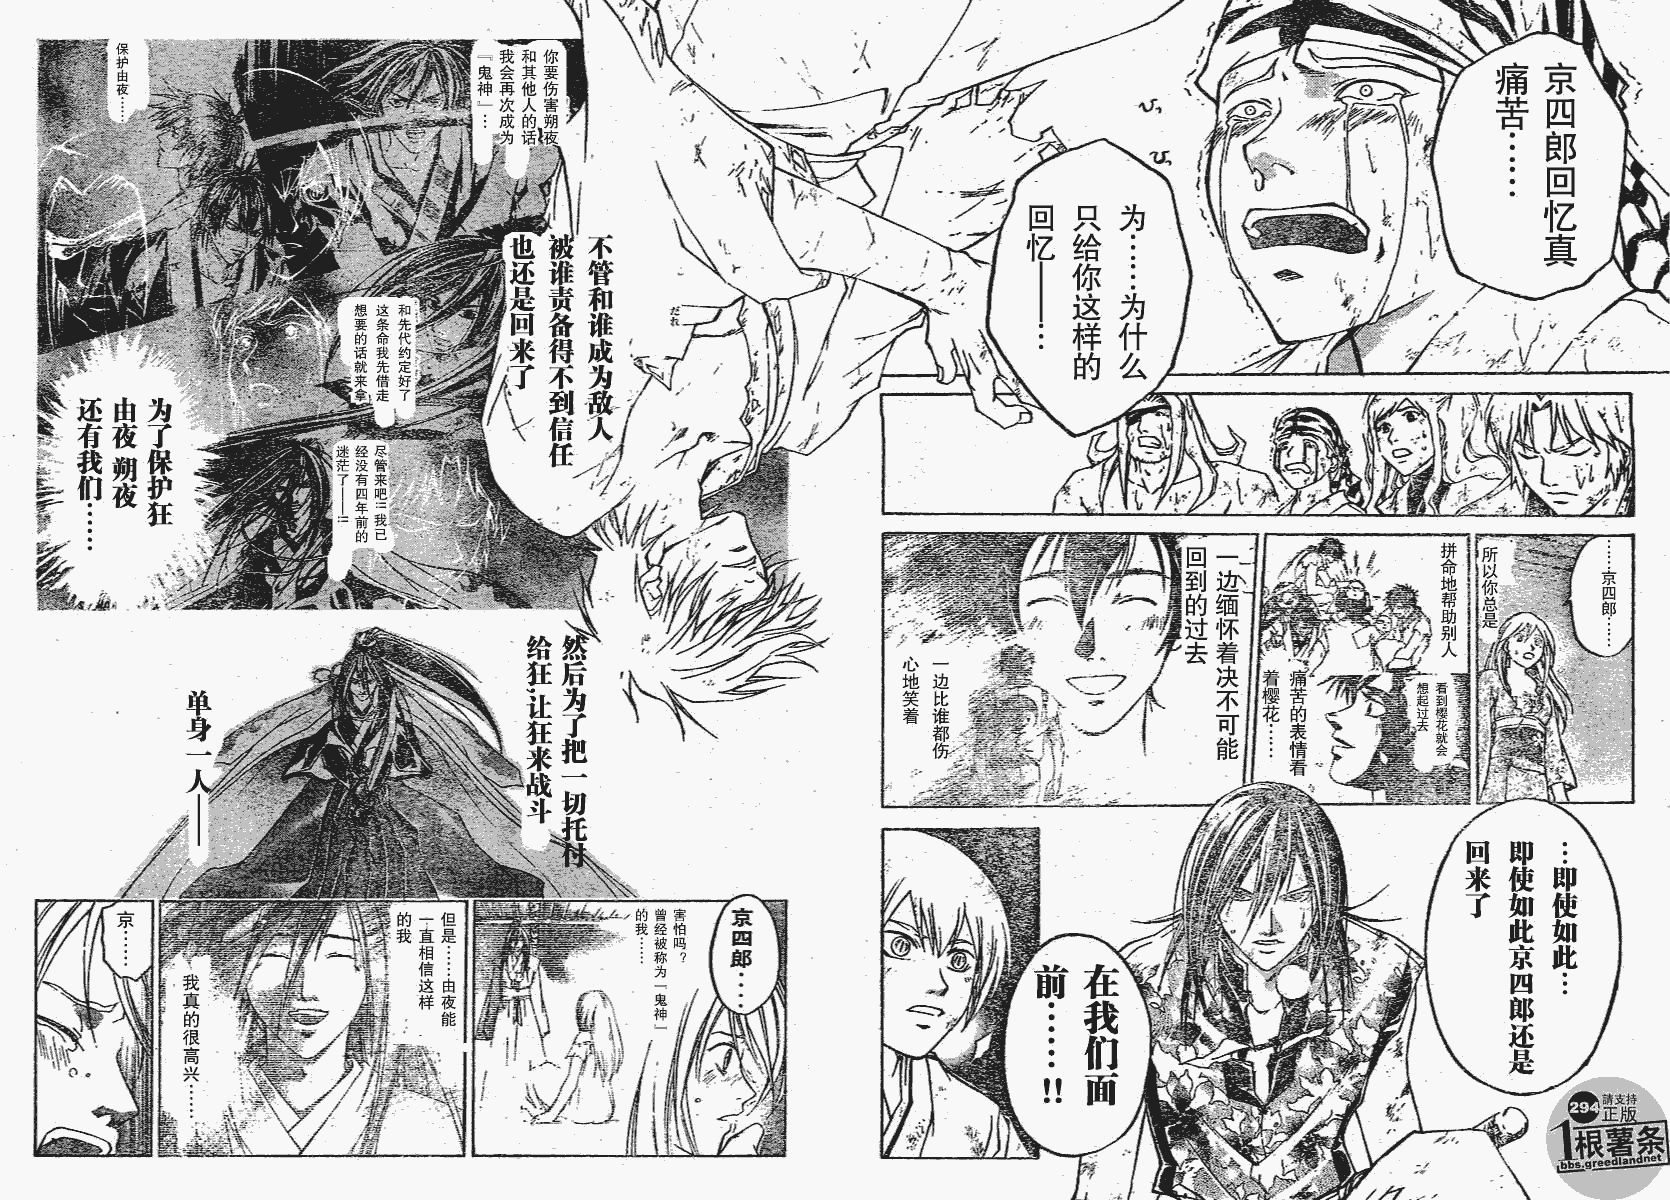 京四郎回忆真
痛苦……
为……为什么
只给你这样的
回忆——…
……京四郎……
所以你总是
拼命地帮助别人
看到樱花就会
想起过去
痛苦的表情看
着樱花……
一边缅怀着决不可能
回到的过去
一边比谁都伤
心地笑着
…即使如此…
即使如此京四郎还是
回来了
在我们面
前……!!
不管和谁成为敌人
被谁责备得不到信任
也还是回来了
だれ
你要伤害朔夜
和其他人的话
我会再次成为
『鬼神』…
保护由夜……
和先代约定好了
这条命我先借走
想要的话就来拿
尽管来吧!!我已
经没有四年前的
迷茫了——!!
为了保护狂
由夜 朔夜
还有我们……
然后为了把一切托付
给狂,让狂来战斗
单身一人——
京四郎……
害怕吗?
曾经被称为「鬼神」
的我……
但是……由夜能
一直相信这样
的我
我真的很高兴……
京……
294
請支持
正版
1根薯条
bbs.greedland.net